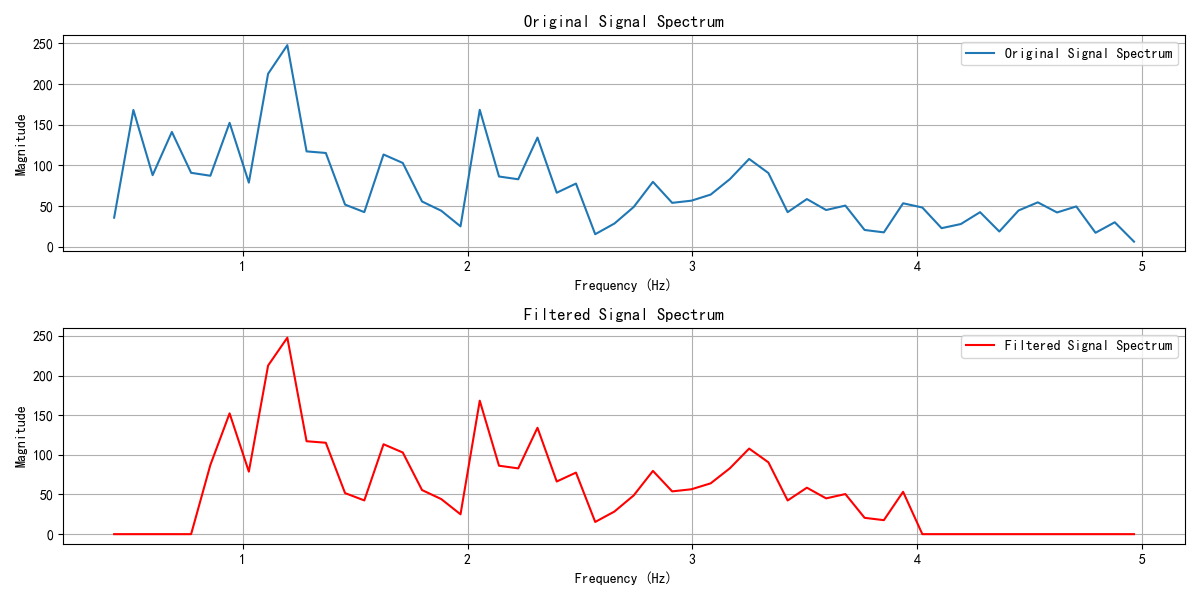 Original Signal Spectrum
Original Signal Spectrum
250
200
150
100
50
0
Magnitude
1 2 3 4 5
Frequency (Hz)
Filtered Signal Spectrum
Filtered Signal Spectrum
250
200
150
100
50
0
Magnitude
1 2 3 4 5
Frequency (Hz)